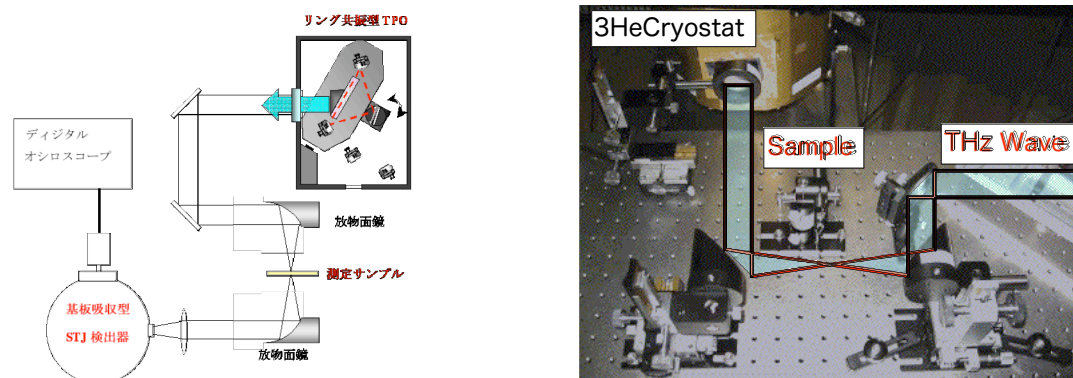 リング共振型TPO
ディジタル
オシロスコープ
放物面鏡
測定サンプル
基板吸収型
STJ 検出器
放物面鏡
3HeCryostat
Sample
THz Wave